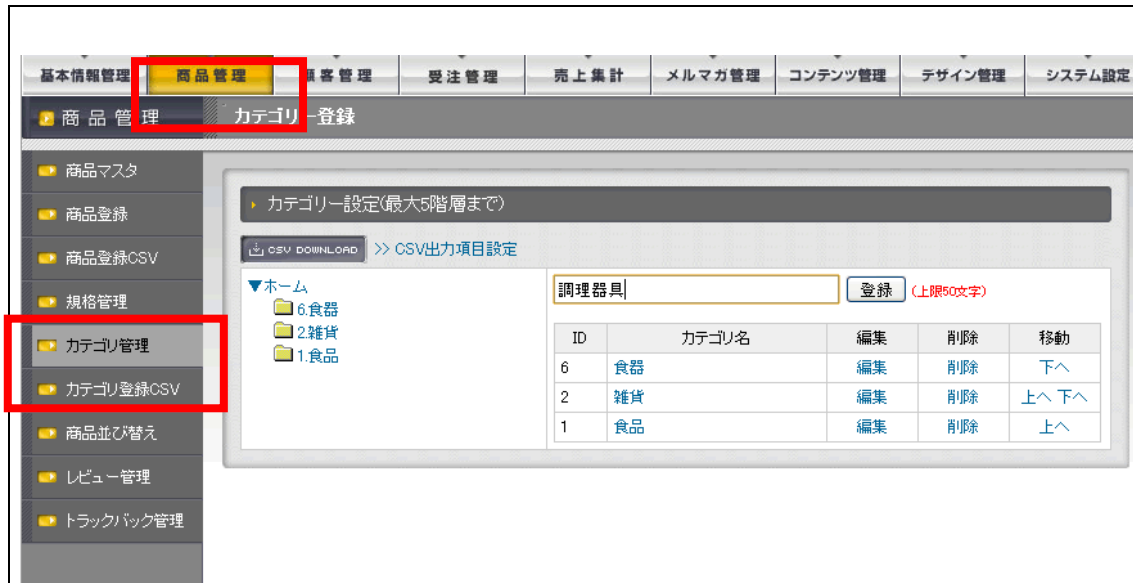 基本情報管理 商品管理 顧客管理 受注管理 売上集計 メルマガ管理 コンテンツ管理 デザイン管理 システム設定
商品管理 カテゴリー登録
商品マスタ
商品登録
商品登録CSV
規格管理
カテゴリ管理
カテゴリ登録CSV
商品並び替え
レビュー管理
トラックバック管理
カテゴリー設定(最大5階層まで)
CSV DOWNLOAD >> CSV出力項目設定
▼ホーム
6.食器
2.雑貨
1.食品
調理器具 登録 (上限50文字)
ID カテゴリ名 編集 削除 移動
6 食器 編集 削除 下へ
2 雑貨 編集 削除 上へ 下へ
1 食品 編集 削除 上へ